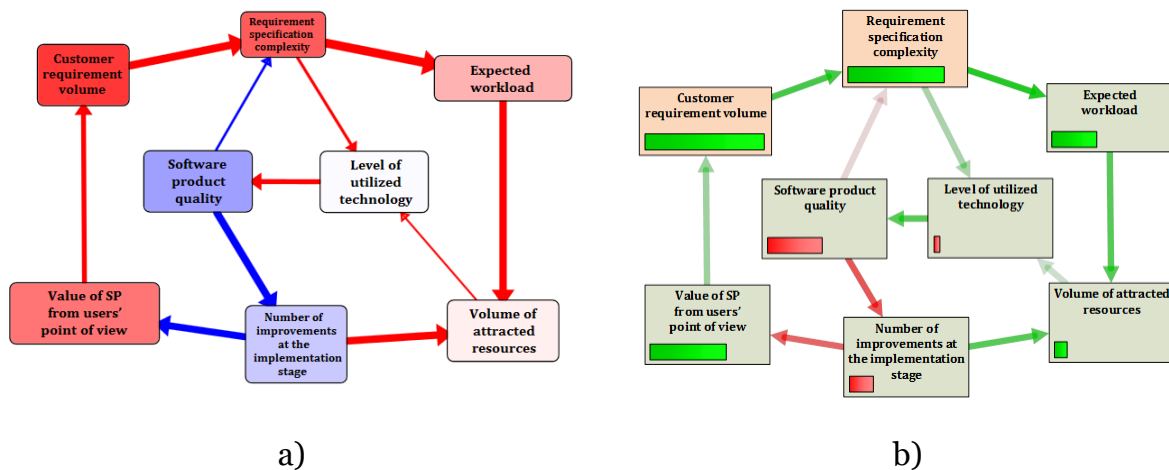 Requirement
specification
complexity
Customer
requirement
volume
Expected
workload
Software
product
quality
Level of
utilized
technology
Value of SP
from users'
point of view
Number of
improvements
at the
implementation
stage
Volume of
attracted
resources
a)
Requirement
specification
complexity
Customer
requirement volume
Expected
workload
Software product
quality
Level of utilized
technology
Value of SP
from users'
point of view
Number of
improvements at
the implementation
stage
Volume of attracted
resources
b)